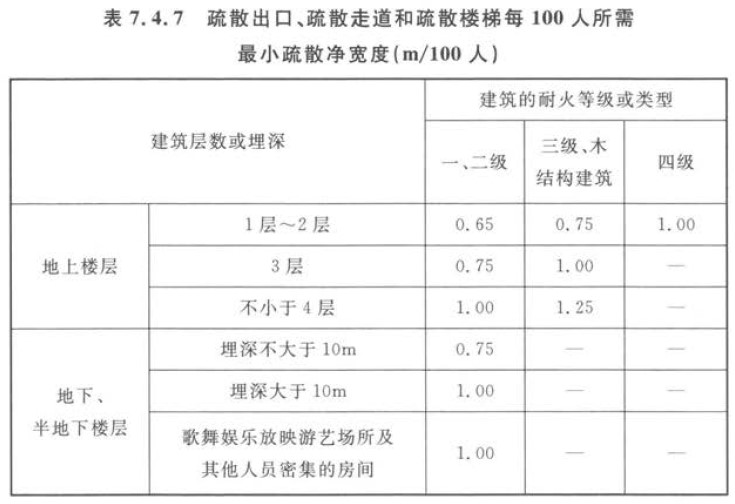 表 7.4.7 疏散出口、疏散走道和疏散楼梯每 100 人所需
最小疏散净宽度(m/100 人)
建筑层数或埋深
建筑的耐火等级或类型
一、二级
三级、木
结构建筑
四级
地上楼层
1 层～2 层
0.65
0.75
1.00
3 层
0.75
1.00
—
不小于 4 层
1.00
1.25
—
地下、
半地下楼层
埋深不大于 10m
0.75
—
—
埋深大于 10m
1.00
—
—
歌舞娱乐放映游艺场所及
其他人员密集的房间
1.00
—
—